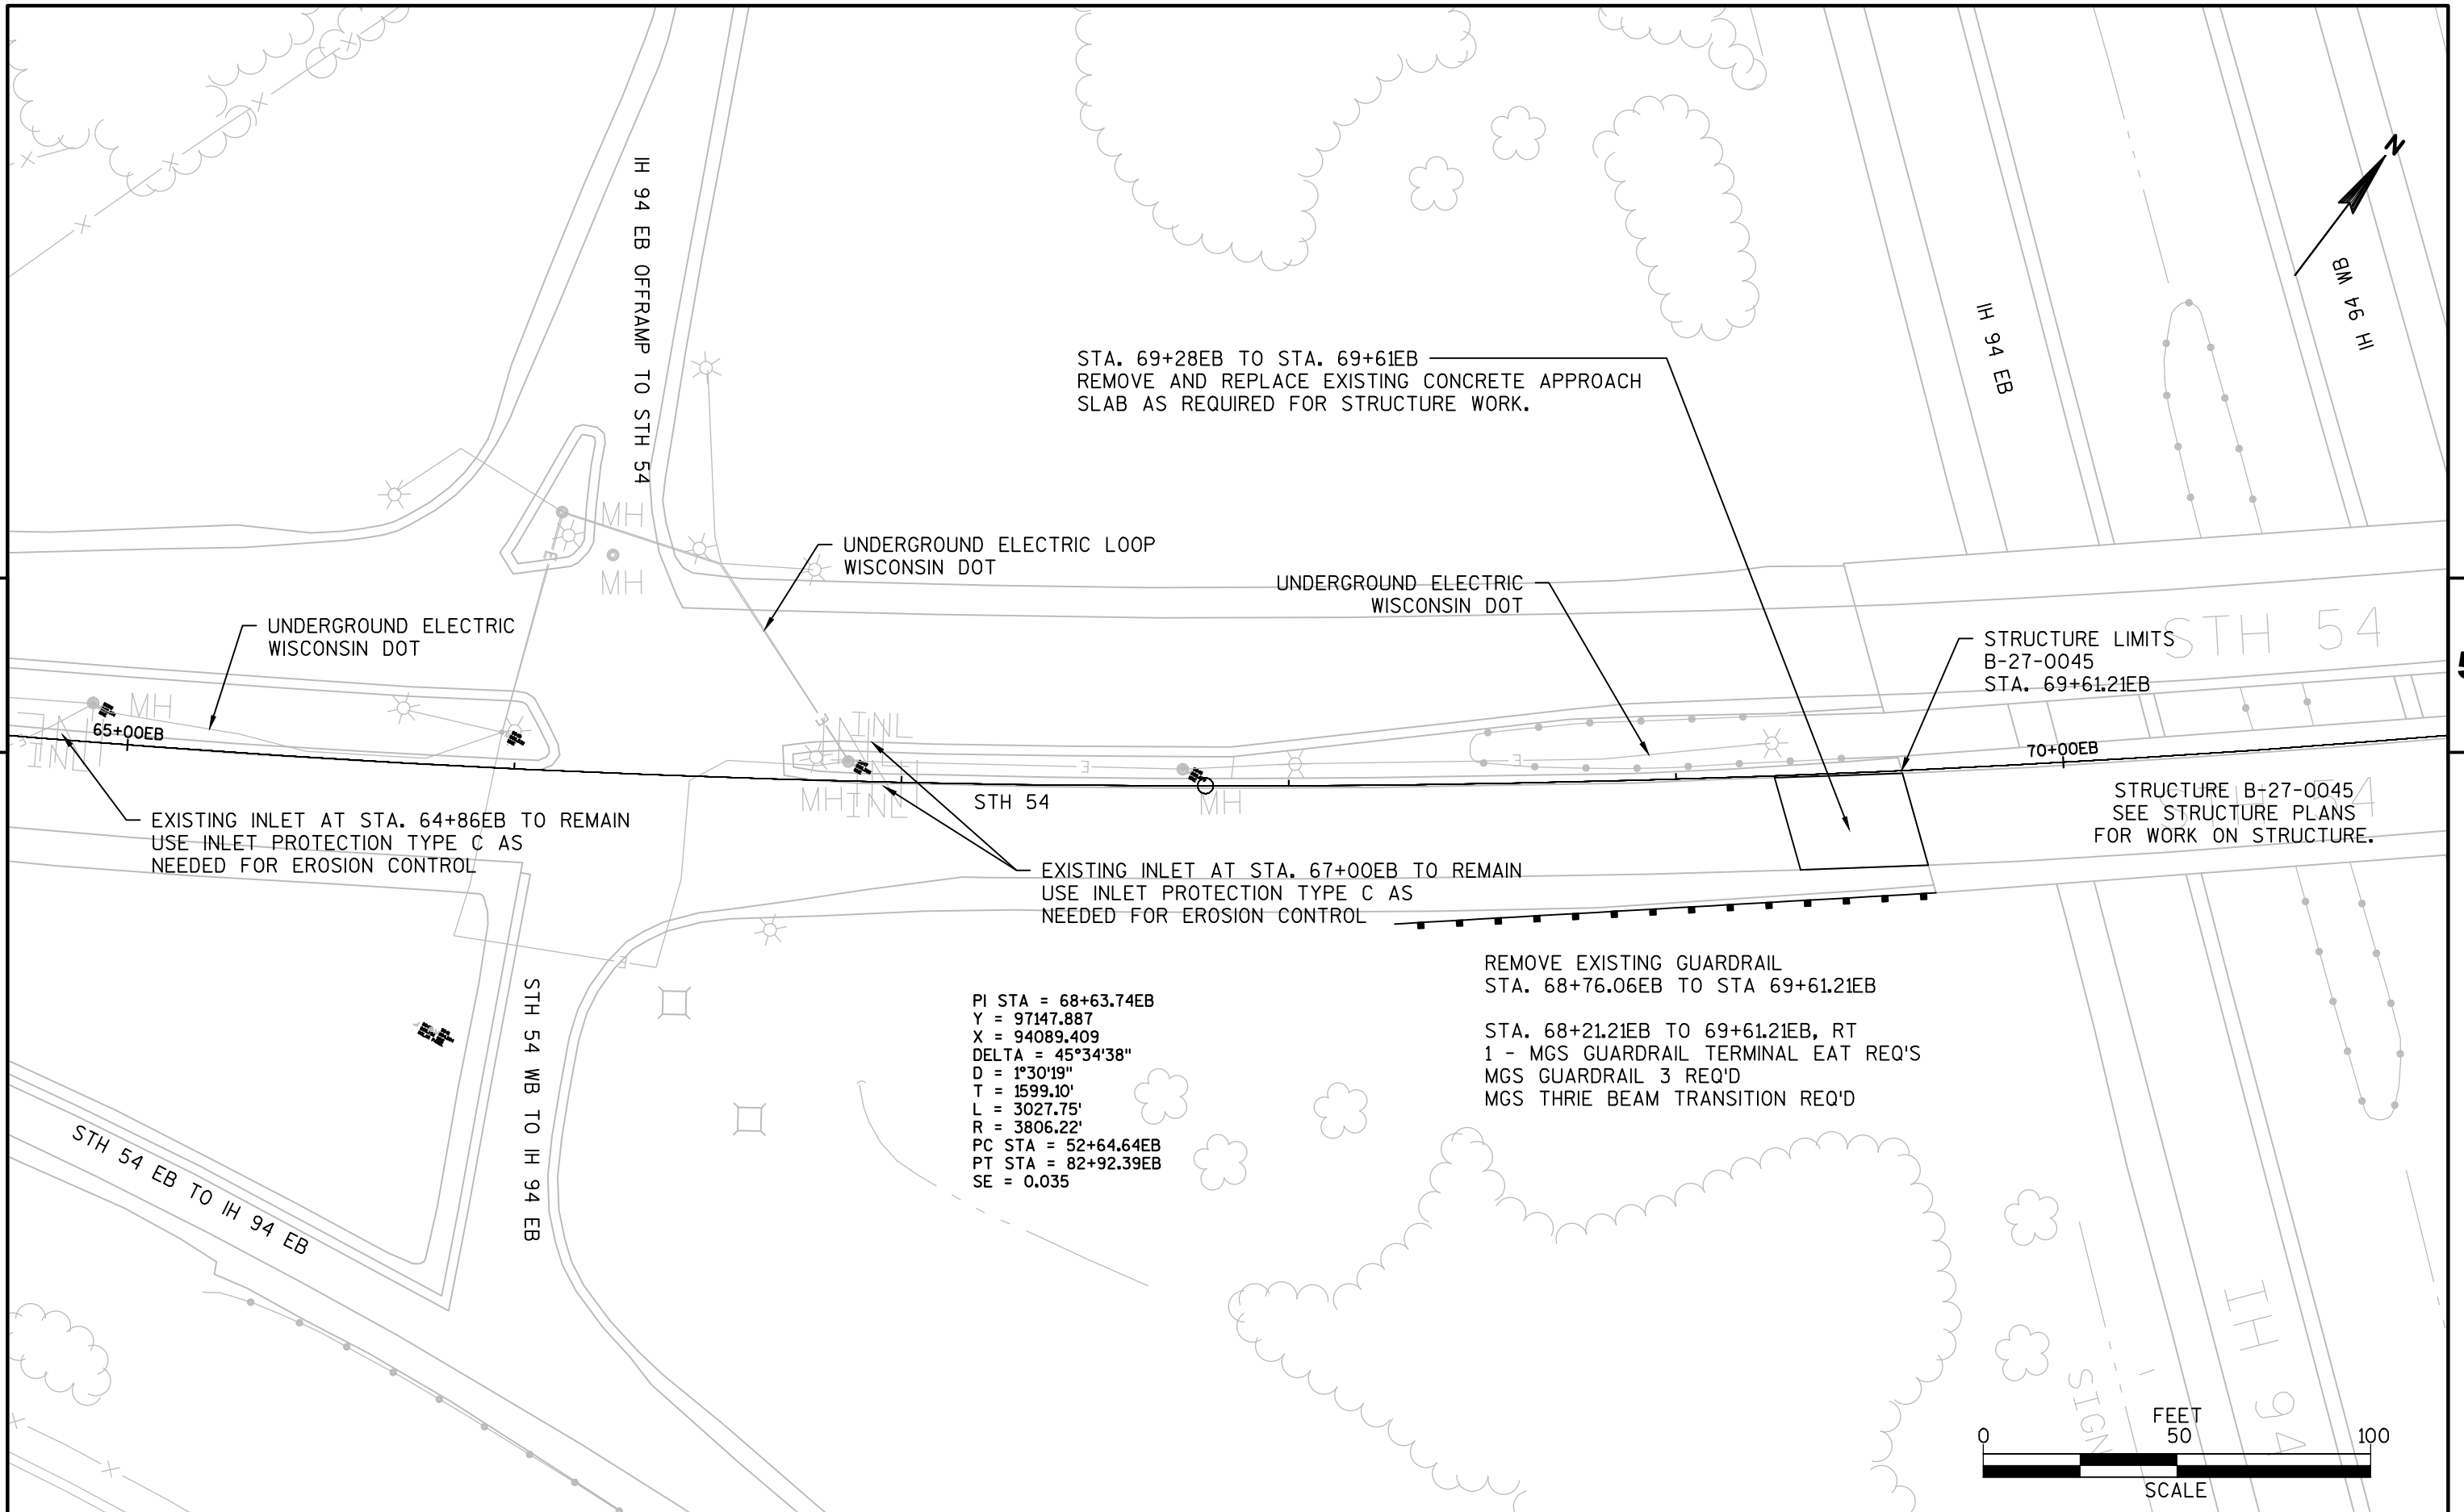 N
IH 94 WB
IH 94 EB OFFRAMP TO STH 54
IH 94 EB
STA. 69+28EB TO STA. 69+61EB
REMOVE AND REPLACE EXISTING CONCRETE APPROACH
SLAB AS REQUIRED FOR STRUCTURE WORK.
MH
MH
E
UNDERGROUND ELECTRIC LOOP
WISCONSIN DOT
UNDERGROUND ELECTRIC
WISCONSIN DOT
UNDERGROUND ELECTRIC
WISCONSIN DOT
STRUCTURE LIMITS
B-27-0045
STA. 69+61.21EB
STH 54
MH
INL
65+00EB
E
INL
E
E
70+00EB
MH
INL
STH 54
MH
STRUCTURE B-27-0045
SEE STRUCTURE PLANS
FOR WORK ON STRUCTURE.
EXISTING INLET AT STA. 64+86EB TO REMAIN
USE INLET PROTECTION TYPE C AS
NEEDED FOR EROSION CONTROL
EXISTING INLET AT STA. 67+00EB TO REMAIN
USE INLET PROTECTION TYPE C AS
NEEDED FOR EROSION CONTROL
E
REMOVE EXISTING GUARDRAIL
STA. 68+76.06EB TO STA 69+61.21EB
STA. 68+21.21EB TO 69+61.21EB, RT
1 - MGS GUARDRAIL TERMINAL EAT REQ'S
MGS GUARDRAIL 3 REQ'D
MGS THRIE BEAM TRANSITION REQ'D
PI STA = 68+63.74EB
Y = 97147.887
X = 94089.409
DELTA = 45°34'38"
D = 1°30'19"
T = 1599.10'
L = 3027.75'
R = 3806.22'
PC STA = 52+64.64EB
PT STA = 82+92.39EB
SE = 0.035
STH 54 WB TO IH 94 EB
STH 54 EB TO IH 94 EB
IH 94
SIGN
FEET
0 50 100
SCALE